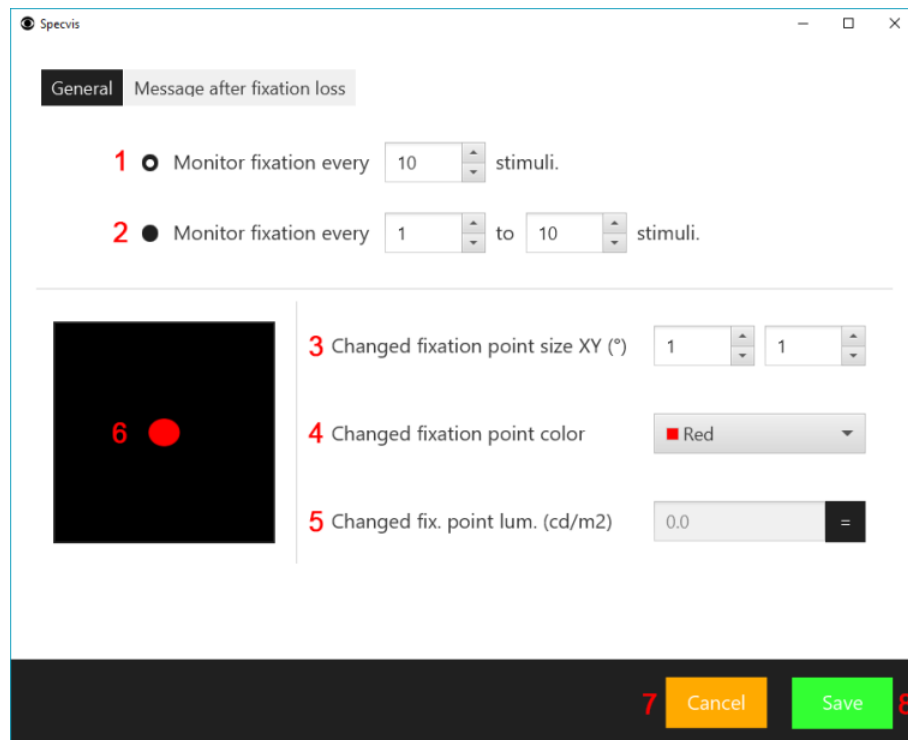 Specvis
General Message after fixation loss
1 Monitor fixation every 10 stimuli.
2 Monitor fixation every 1 to 10 stimuli.
3 Changed fixation point size XY (°) 1 1
6
4 Changed fixation point color Red
5 Changed fix. point lum. (cd/m2) 0.0 =
7 Cancel Save 8